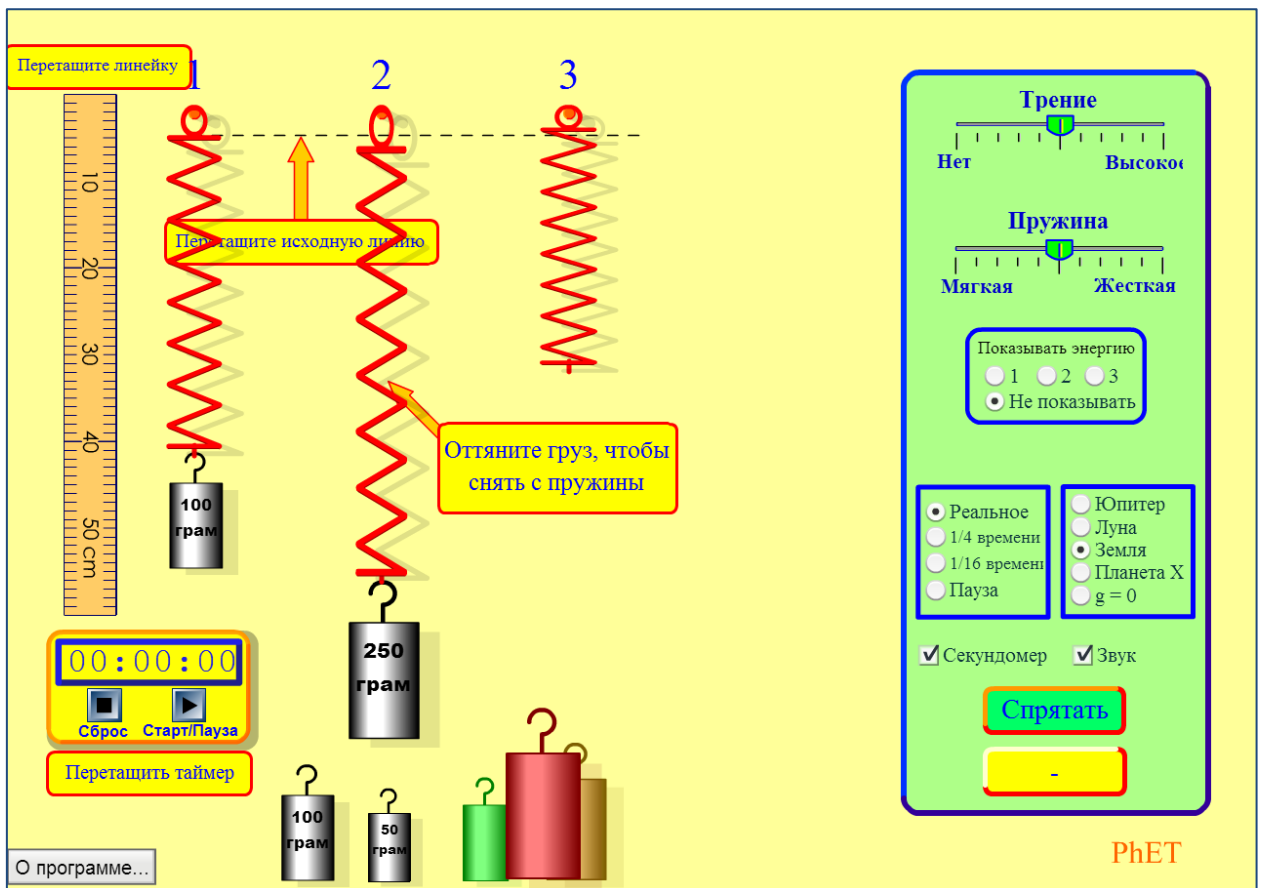 Перетащите линейку
1
2
3
10
20
30
40
50 cm
Перетащите исходную линию
Оттяните груз, чтобы
снять с пружины
100
грам
250
грам
00:00:00
Сброс Старт/Пауза
Перетащить таймер
100
грам
50
грам
О программе...
Трение
Нет Высокое
Пружина
Мягкая Жесткая
Показывать энергию
1 2 3
Не показывать
Реальное
1/4 времени
1/16 времени
Пауза
Юпитер
Луна
Земля
Планета X
g = 0
Секундомер Звук
Спрятать
-
PhET